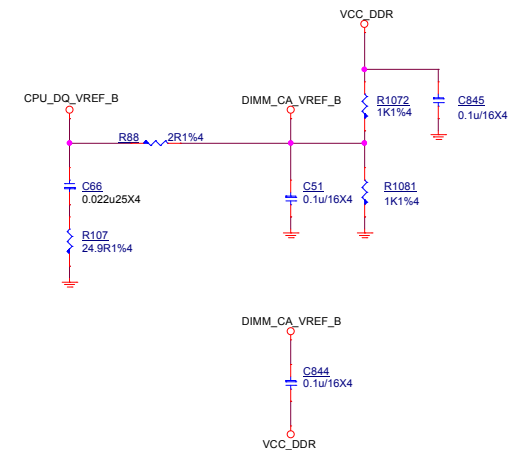 VCC_DDR
CPU_DQ_VREF_B
DIMM_CA_VREF_B
R1072
1K1%4
C845
0.1u/16X4
R88
2R1%4
C66
0.022u25X4
C51
0.1u/16X4
R1081
1K1%4
R107
24.9R1%4
DIMM_CA_VREF_B
C844
0.1u/16X4
VCC_DDR